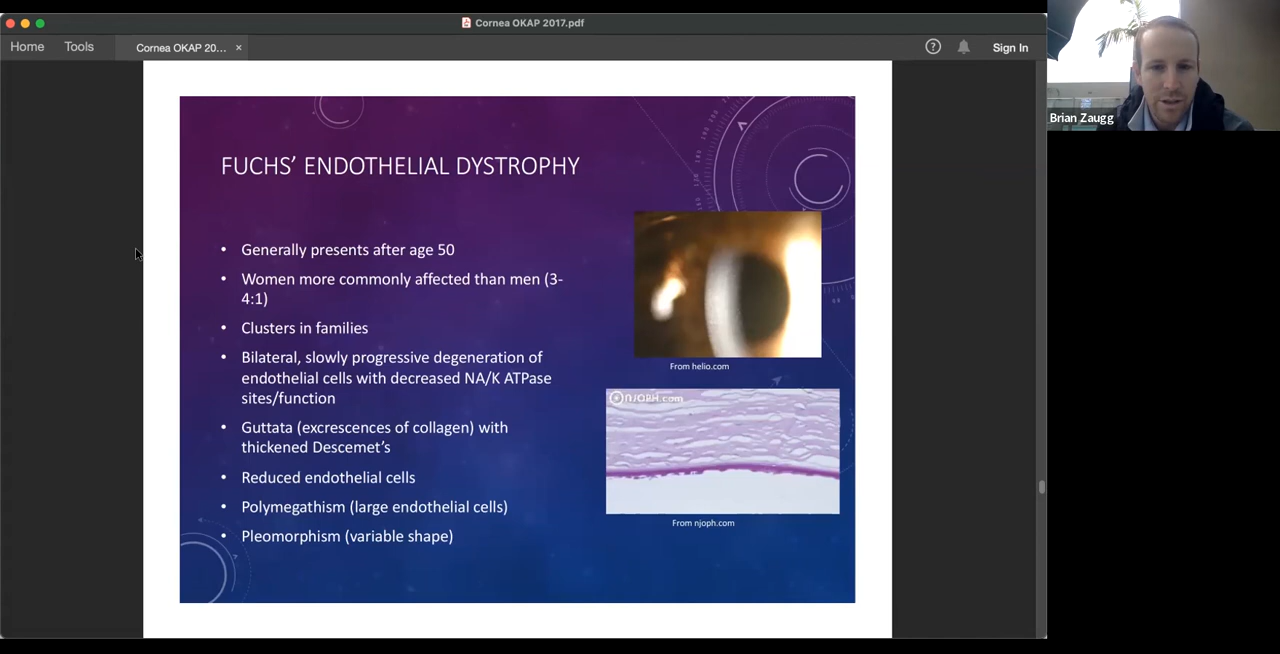 Cornea OKAP 2017.pdf
Home
Tools
Cornea OKAP 20...
×
?
Sign In
Brian Zaugg
FUCHS’ ENDOTHELIAL DYSTROPHY
• Generally presents after age 50
• Women more commonly affected than men (3-
4:1)
• Clusters in families
• Bilateral, slowly progressive degeneration of
endothelial cells with decreased NA/K ATPase
sites/function
• Guttata (excrescences of collagen) with
thickened Descemet’s
• Reduced endothelial cells
• Polymegathism (large endothelial cells)
• Pleomorphism (variable shape)
From helio.com
NJOPH.com
From njoph.com